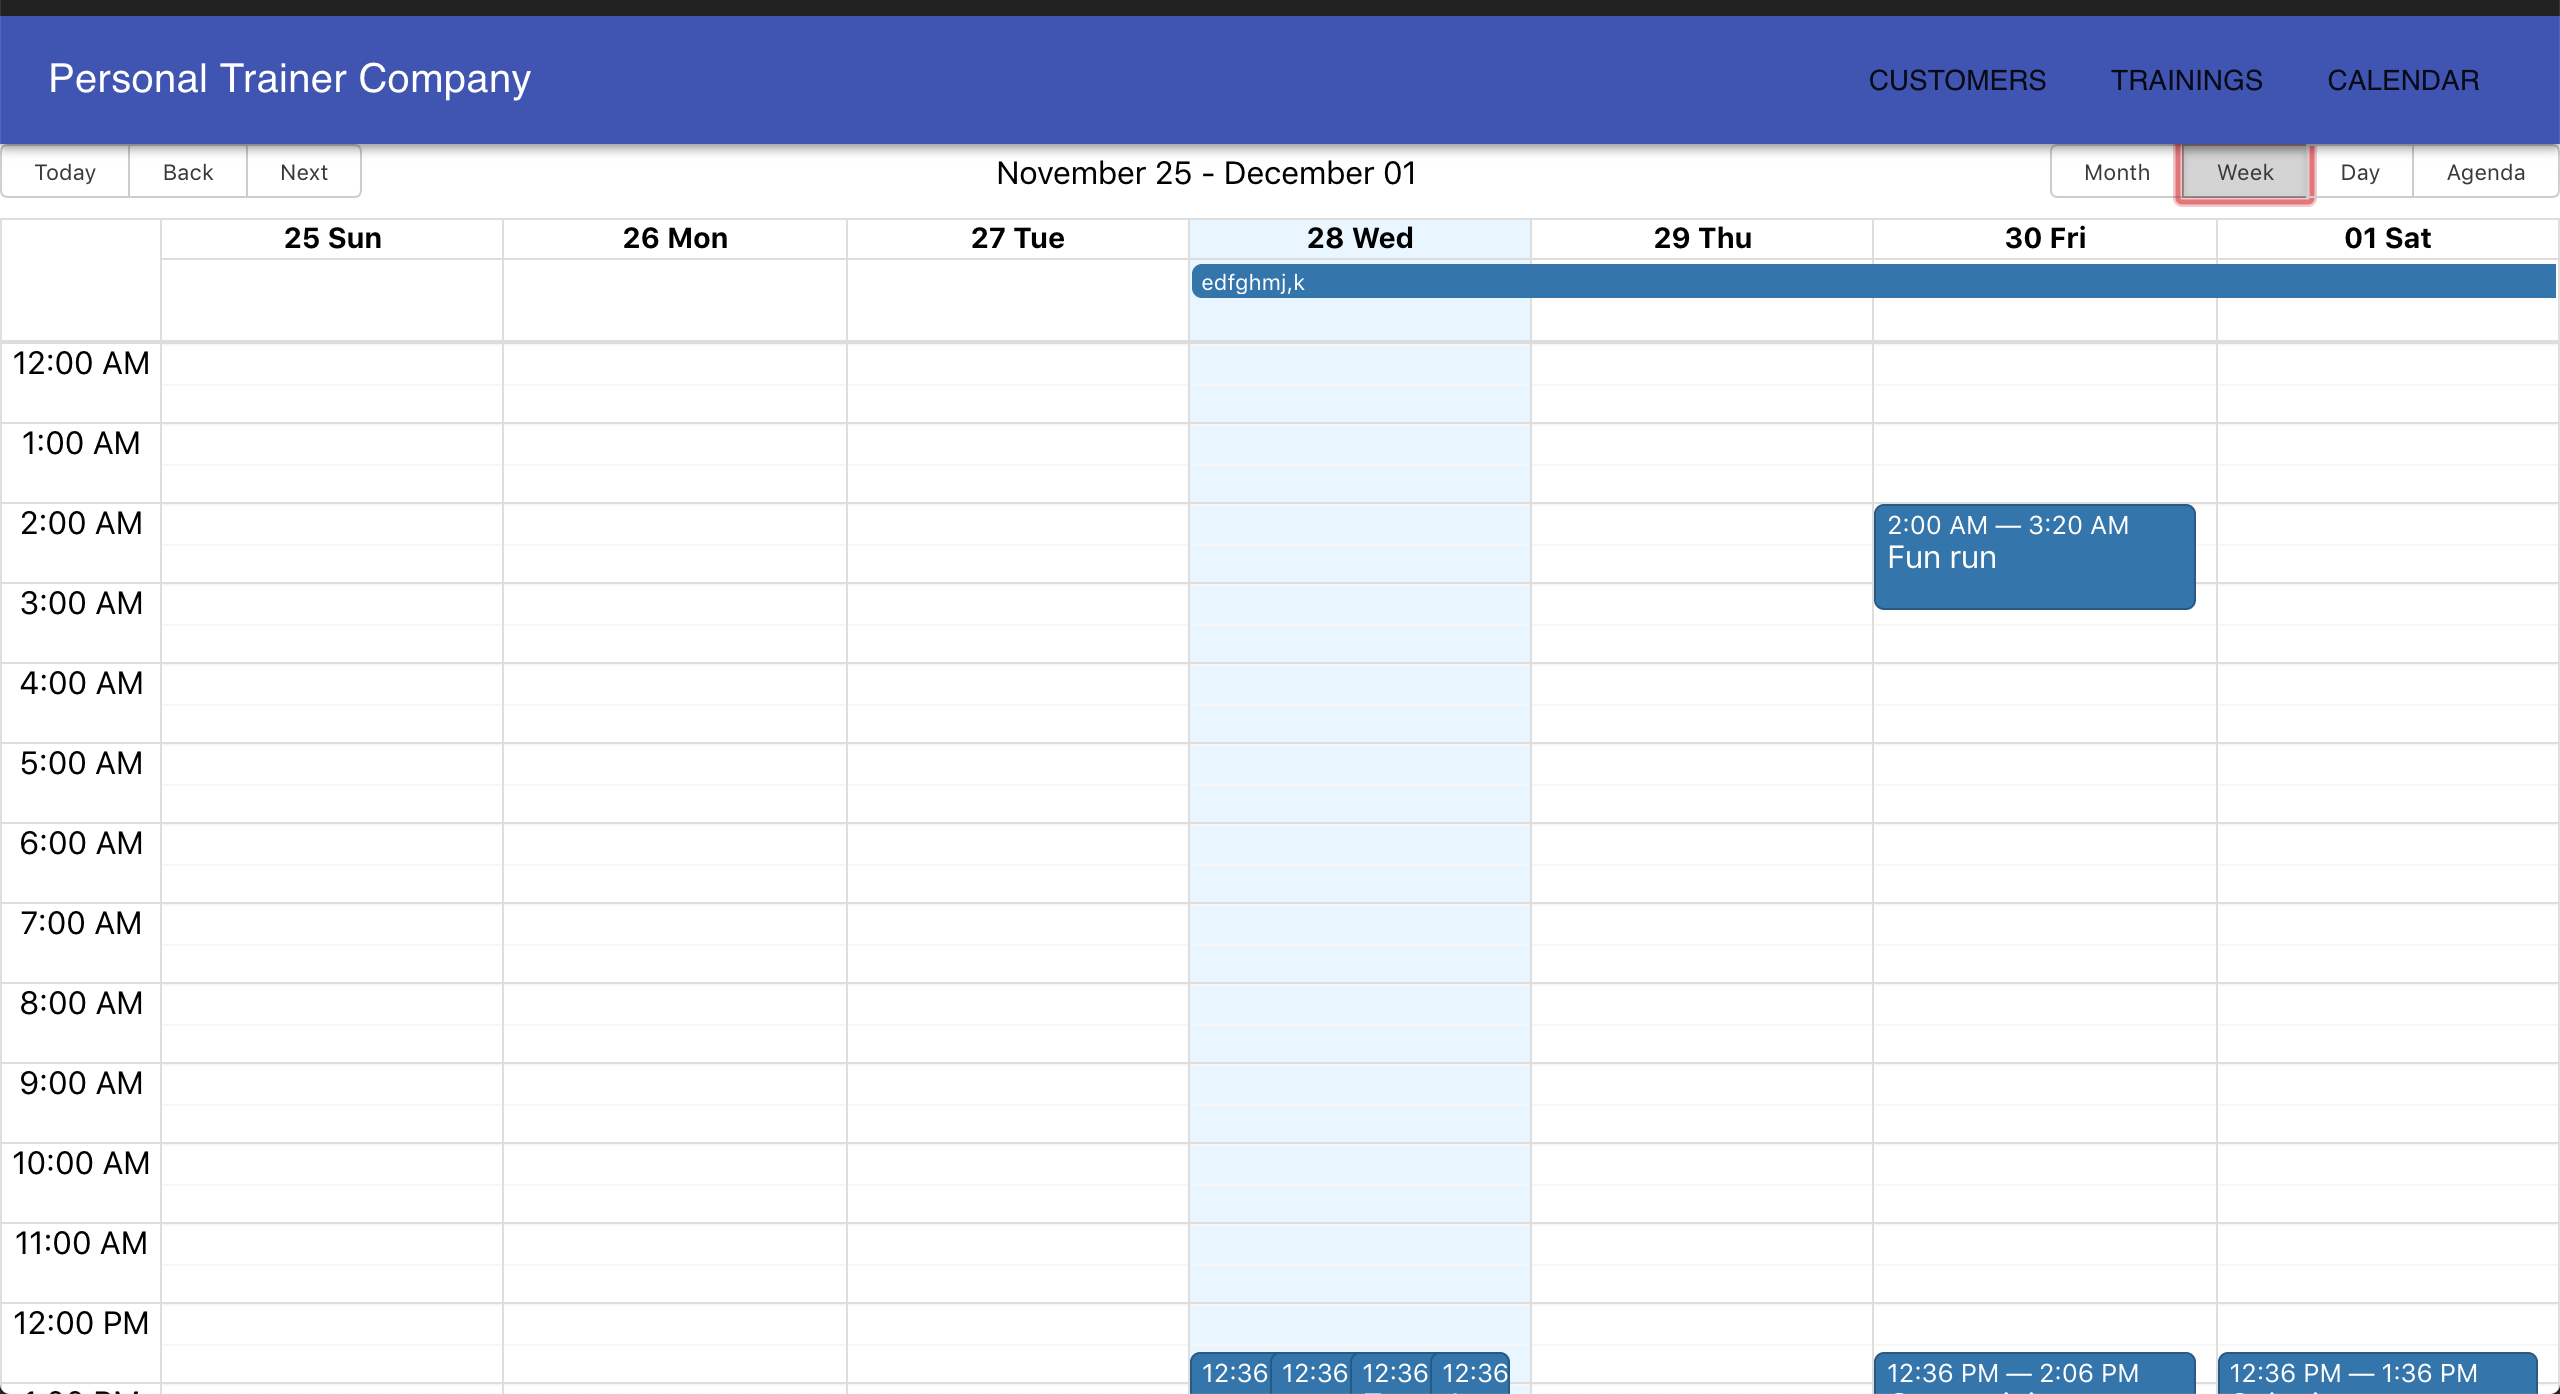 Personal Trainer Company
CUSTOMERS TRAININGS CALENDAR
Today Back Next
November 25 - December 01
Month Week Day Agenda
25 Sun 26 Mon 27 Tue 28 Wed 29 Thu 30 Fri 01 Sat
edfghmj,k
12:00 AM
1:00 AM
2:00 AM
2:00 AM — 3:20 AM
Fun run
3:00 AM
4:00 AM
5:00 AM
6:00 AM
7:00 AM
8:00 AM
9:00 AM
10:00 AM
11:00 AM
12:00 PM
12:36 12:36 12:36 12:36 12:36 PM — 2:06 PM 12:36 PM — 1:36 PM